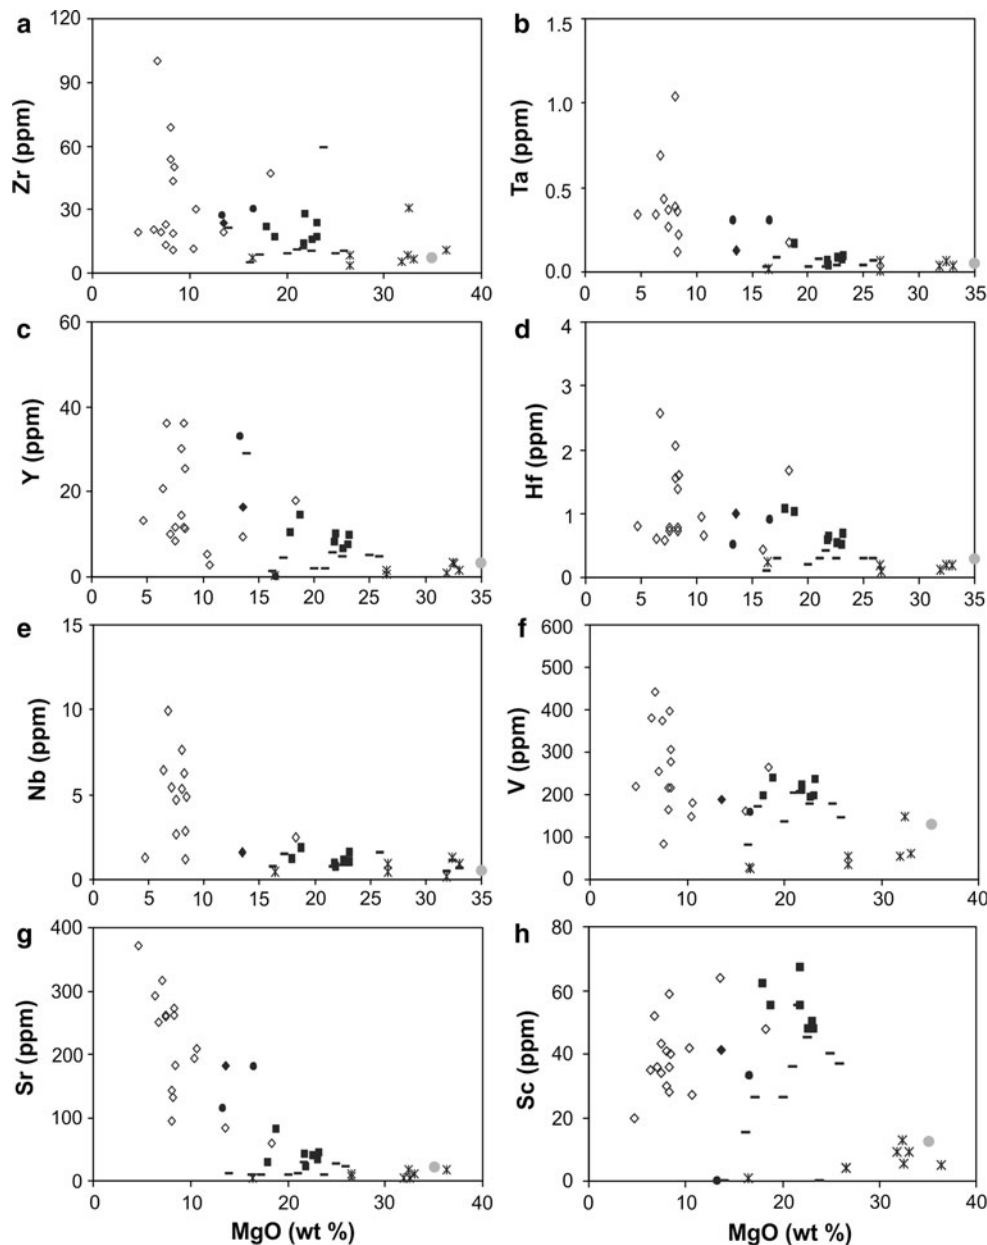 a
120
90
60
30
0
Zr (ppm)
0 10 20 30 40
b
1.5
1.0
0.5
0.0
Ta (ppm)
0 5 10 15 20 25 30 35
c
60
40
20
0
Y (ppm)
0 5 10 15 20 25 30 35
d
4
3
2
1
0
Hf (ppm)
0 5 10 15 20 25 30 35
e
15
10
5
0
Nb (ppm)
0 5 10 15 20 25 30 35
f
600
500
400
300
200
100
0
V (ppm)
0 10 20 30 40
g
400
300
200
100
0
Sr (ppm)
0 10 20 30 40
MgO (wt %)
h
80
60
40
20
0
Sc (ppm)
0 10 20 30 40
MgO (wt %)